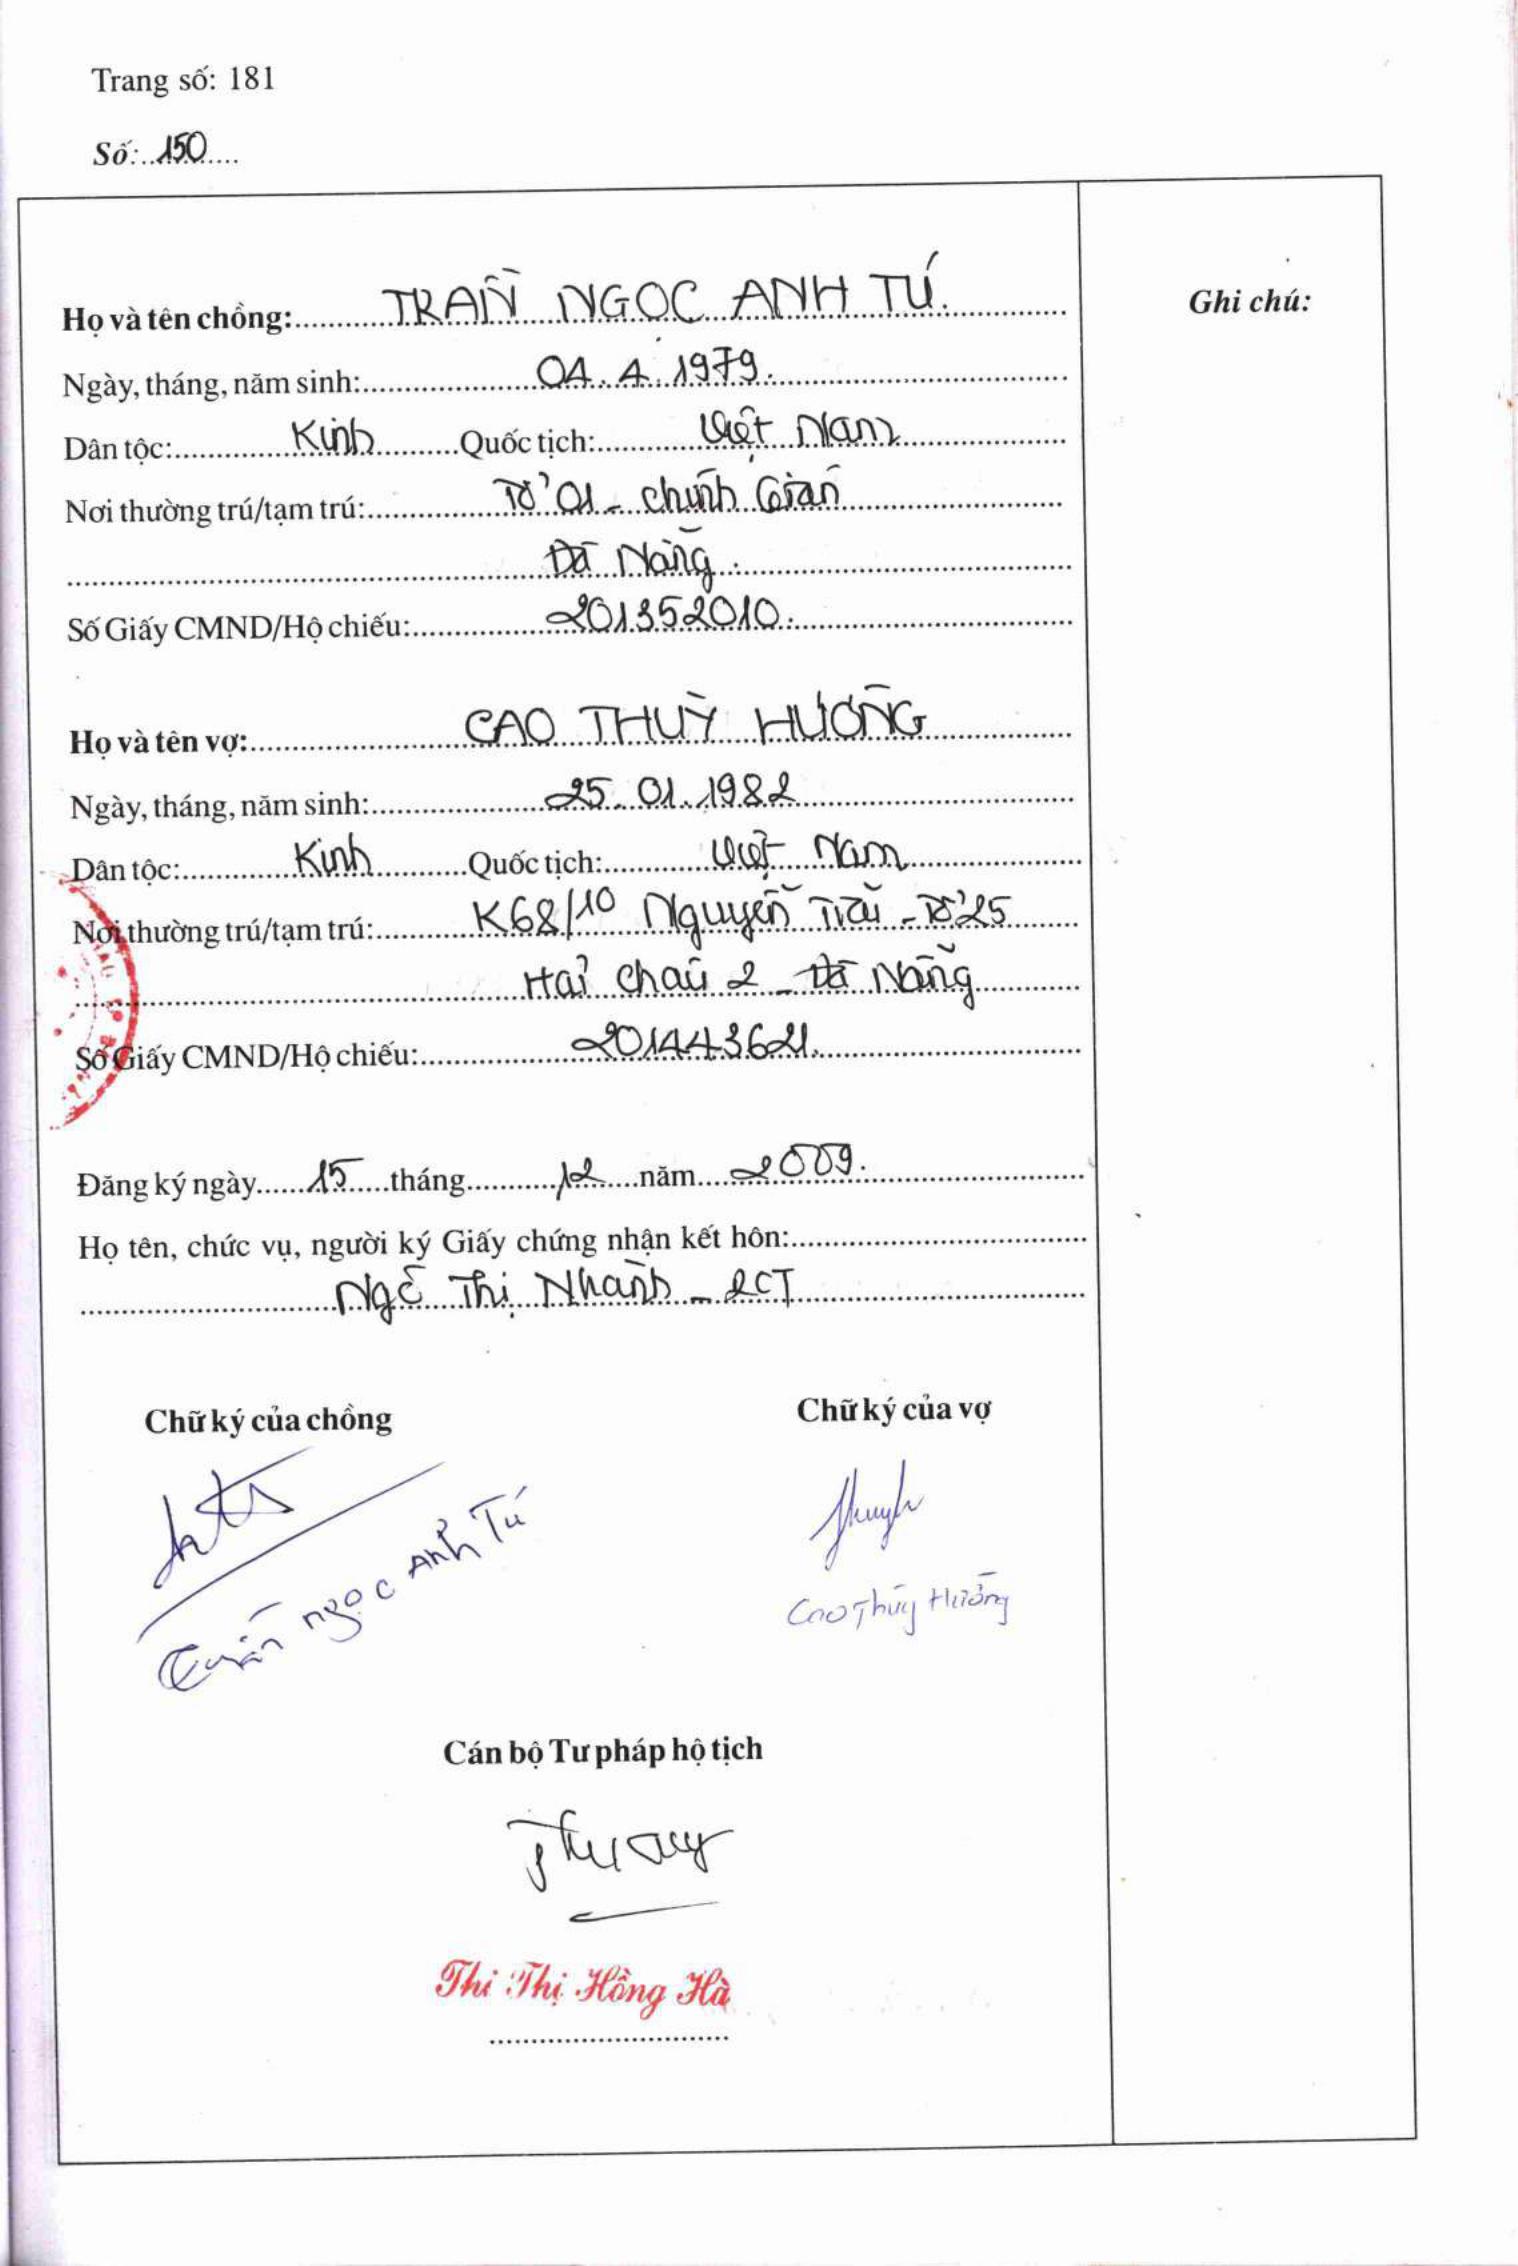 Trang số: 181
Số: 150
Ghi chú:
Họ và tên chồng: TRẦN NGỌC ANH TÚ.
Ngày, tháng, năm sinh: 04.4.1979.
Dân tộc: Kinh Quốc tịch: Việt Nam
Nơi thường trú/tạm trú: Tổ 01 - Chính Gián
Đà Nẵng.
Số Giấy CMND/Hộ chiếu: 201352010.
Họ và tên vợ: CAO THUỲ HƯỜNG
Ngày, tháng, năm sinh: 25.01.1982
Dân tộc: Kinh Quốc tịch: Việt Nam
Nơi thường trú/tạm trú: K68/10 Nguyễn Trãi - Tổ 25
Hải Châu 2 - Đà Nẵng
Số Giấy CMND/Hộ chiếu: 201443621.
Đăng ký ngày 15 tháng 12 năm 2009.
Họ tên, chức vụ, người ký Giấy chứng nhận kết hôn:
Thị Nhành - PCT
Chữ ký của chồng Chữ ký của vợ
Trần Ngọc Anh Tú
Cao Thùy Hường
Cán bộ Tư pháp hộ tịch
Thi Thị Hồng Hà